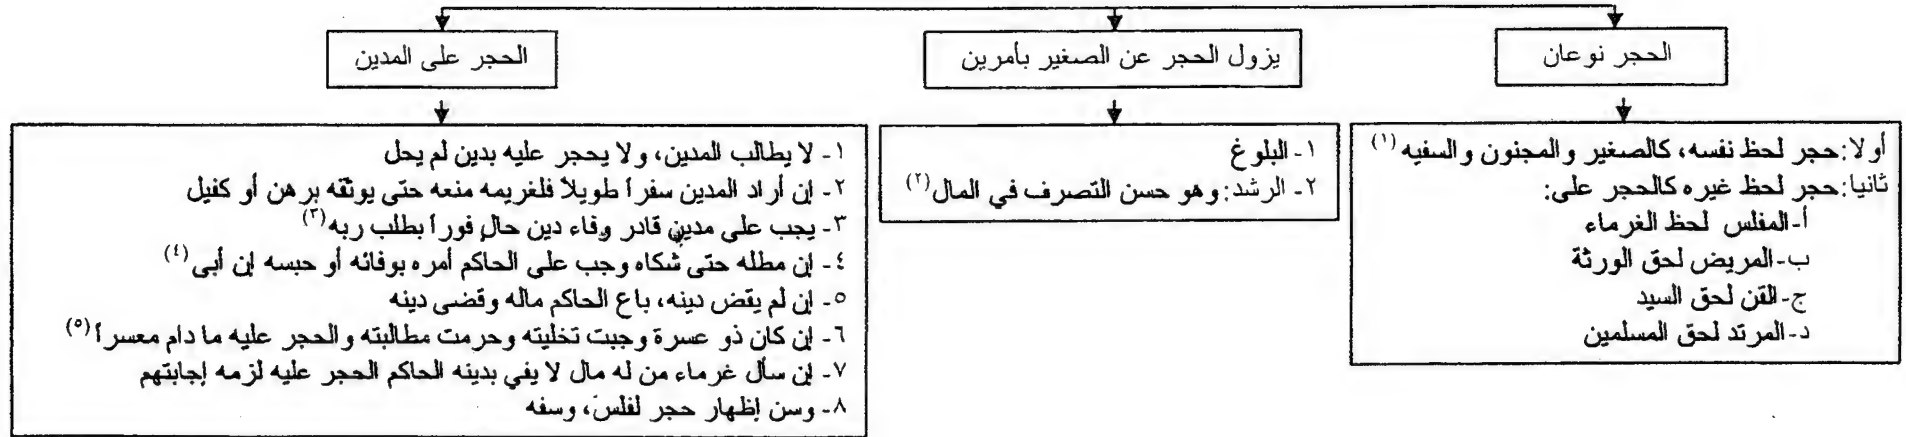 الحجر نوعان
أولا: حجر لحظ نفسه، كالصغير والمجنون والسفيه (١)
ثانيا: حجر لحظ غيره كالحجر على:
أ- المفلس لحظ الغرماء
ب- المريض لحق الورثة
ج- القن لحق السيد
د- المرتد لحق المسلمين
يزول الحجر عن الصغير بأمرين
١- البلوغ
٢- الرشد: وهو حسن التصرف في المال (٢)
الحجر على المدين
١- لا يطالب المدين، ولا يحجر عليه بدين لم يحل
٢- إن أراد المدين سفراً طويلاً فلغريمه منعه حتى يوثقه برهن أو كفيل
٣- يجب على مدين قادر وفاء دين حالٍ فوراً بطلب ربه (٣)
٤- إن مطله حتى شكاه وجب على الحاكم أمره بوفائه أو حبسه إن أبى (٤)
٥- إن لم يقض دينه، باع الحاكم ماله وقضى دينه
٦- إن كان ذو عسرة وجبت تخليته وحرمت مطالبته والحجر عليه ما دام معسراً (٥)
٧- إن سأل غرماء من له مال لا يفي بدينه الحاكم الحجر عليه لزمه إجابتهم
٨- وسن إظهار حجر لفلس، وسفه